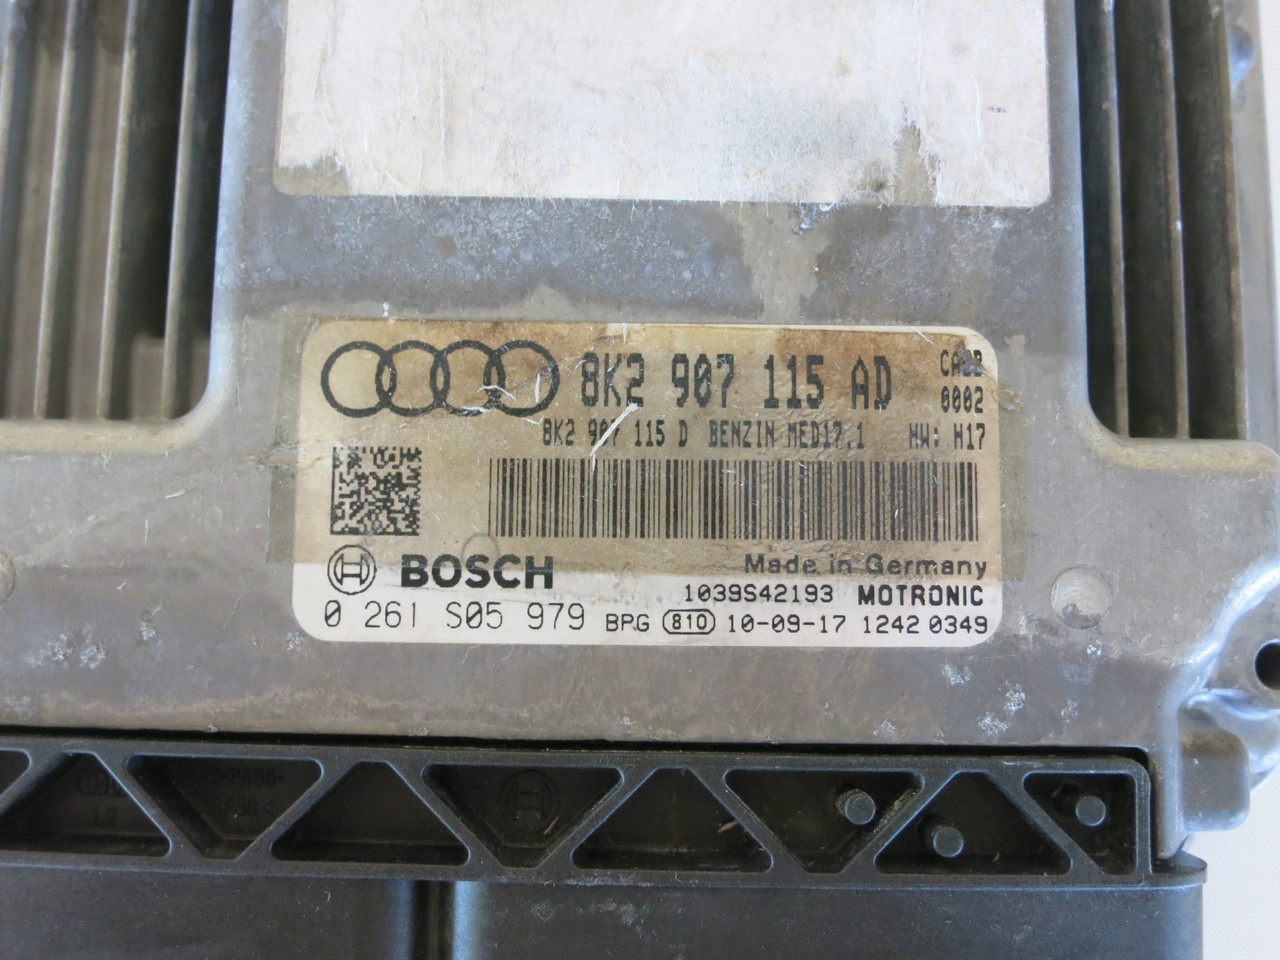 8K2 907 115 AD
0002
8K2 907 115 D BENZIN MED17.1 HW: H17
BOSCH
Made in Germany
1039S42193 MOTRONIC
0 261 S05 979 BPG 810 10-09-17 1242 0349
12